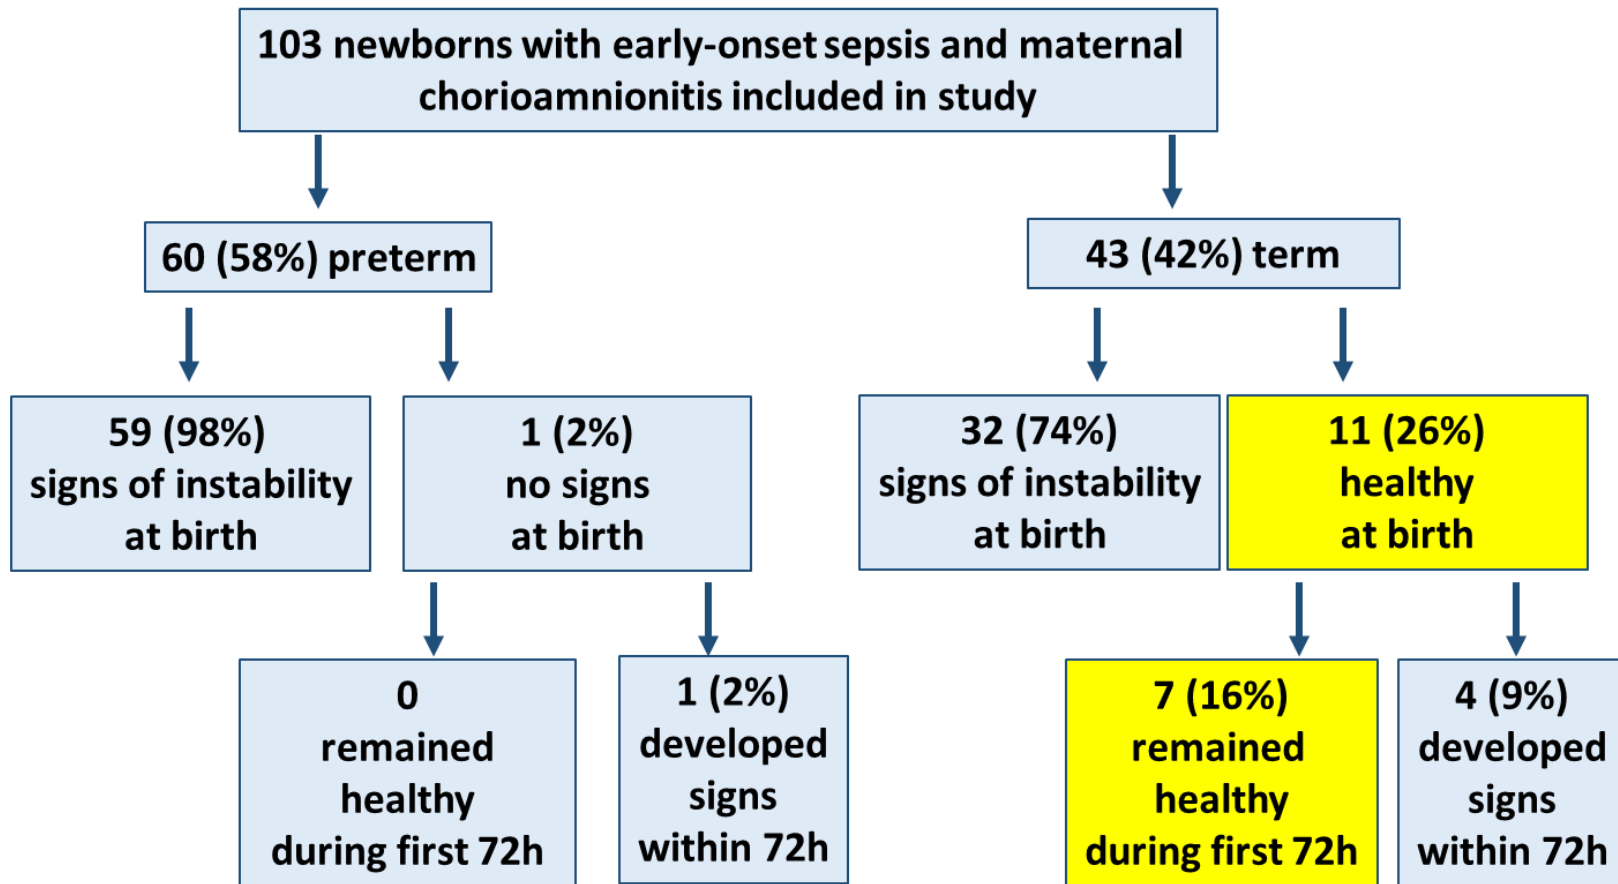 103 newborns with early-onset sepsis and maternal
chorioamnionitis included in study
60 (58%) preterm
43 (42%) term
59 (98%)
signs of instability
at birth
1 (2%)
no signs
at birth
32 (74%)
signs of instability
at birth
11 (26%)
healthy
at birth
0
remained
healthy
during first 72h
1 (2%)
developed
signs
within 72h
7 (16%)
remained
healthy
during first 72h
4 (9%)
developed
signs
within 72h